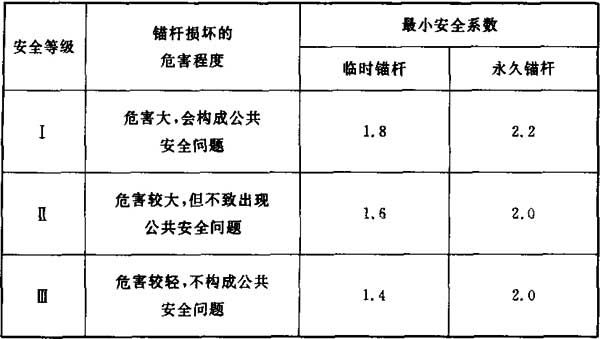 安全等级
锚杆损坏的
危害程度
最小安全系数
临时锚杆
永久锚杆
Ⅰ
危害大，会构成公共
安全问题
1.8
2.2
Ⅱ
危害较大，但不致出现
公共安全问题
1.6
2.0
Ⅲ
危害较轻，不构成公共
安全问题
1.4
2.0